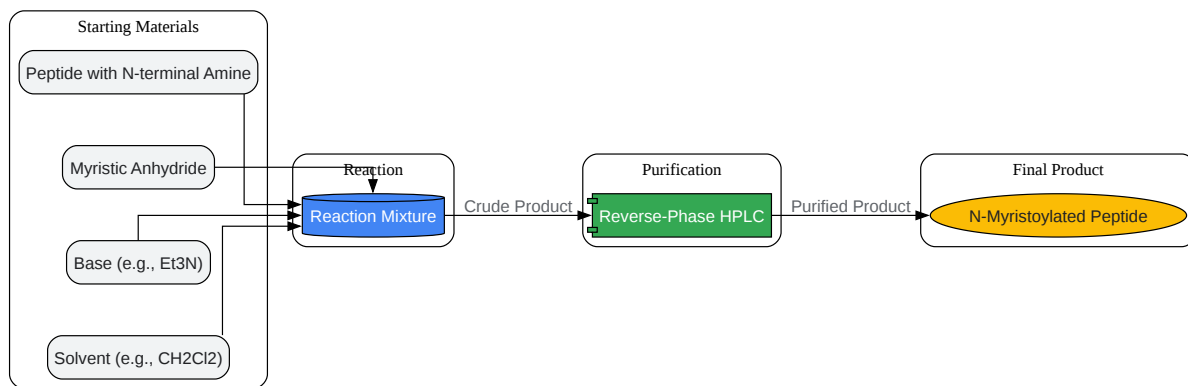 Starting Materials
Peptide with N-terminal Amine
Myristic Anhydride
Base (e.g., Et3N)
Solvent (e.g., CH2Cl2)
Reaction
Reaction Mixture
Crude Product
Purification
Reverse-Phase HPLC
Purified Product
Final Product
N-Myristoylated Peptide